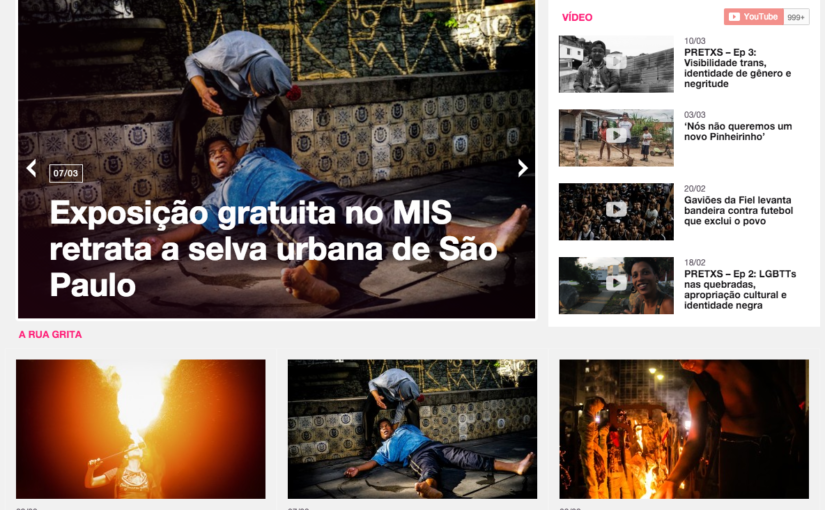 07/03
Exposição gratuita no MIS
retrata a selva urbana de São
Paulo
VÍDEO
YouTube 999+
10/03
PRETXS – Ep 3:
Visibilidade trans,
identidade de gênero e
negritude
03/03
‘Nós não queremos um
novo Pinheirinho’
20/02
Gaviões da Fiel levanta
bandeira contra futebol
que exclui o povo
18/02
PRETXS – Ep 2: LGBTTs
nas quebradas,
apropriação cultural e
identidade negra
A RUA GRITA